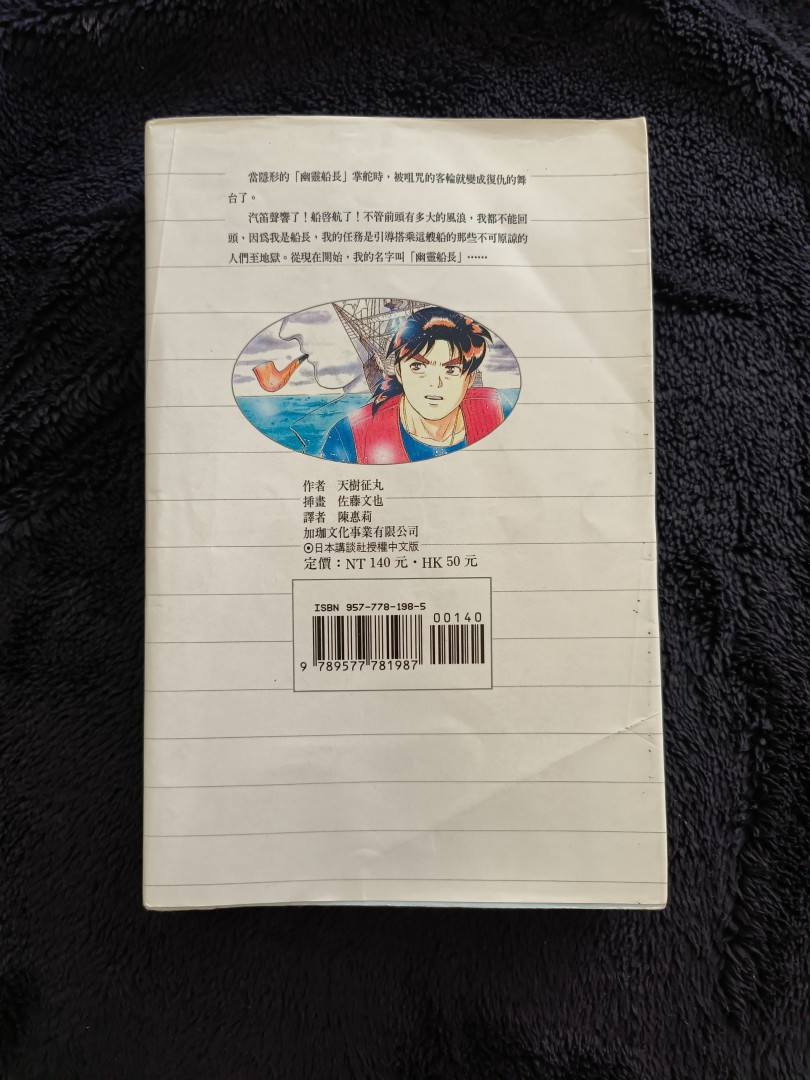 當隱形的「幽靈船長」掌舵時，被咀咒的客輪就變成復仇的舞
台了。
汽笛聲響了！船啓航了！不管前頭有多大的風浪，我都不能回
頭，因爲我是船長，我的任務是引導搭乘這艘船的那些不可原諒的
人們至地獄。從現在開始，我的名字叫「幽靈船長」……
作者　天樹征丸
挿畫　佐藤文也
譯者　陳惠莉
加珈文化事業有限公司
⊙日本講談社授權中文版
定價：NT 140 元・HK 50 元
ISBN 957-778-198-5
00140
9 789577 781987